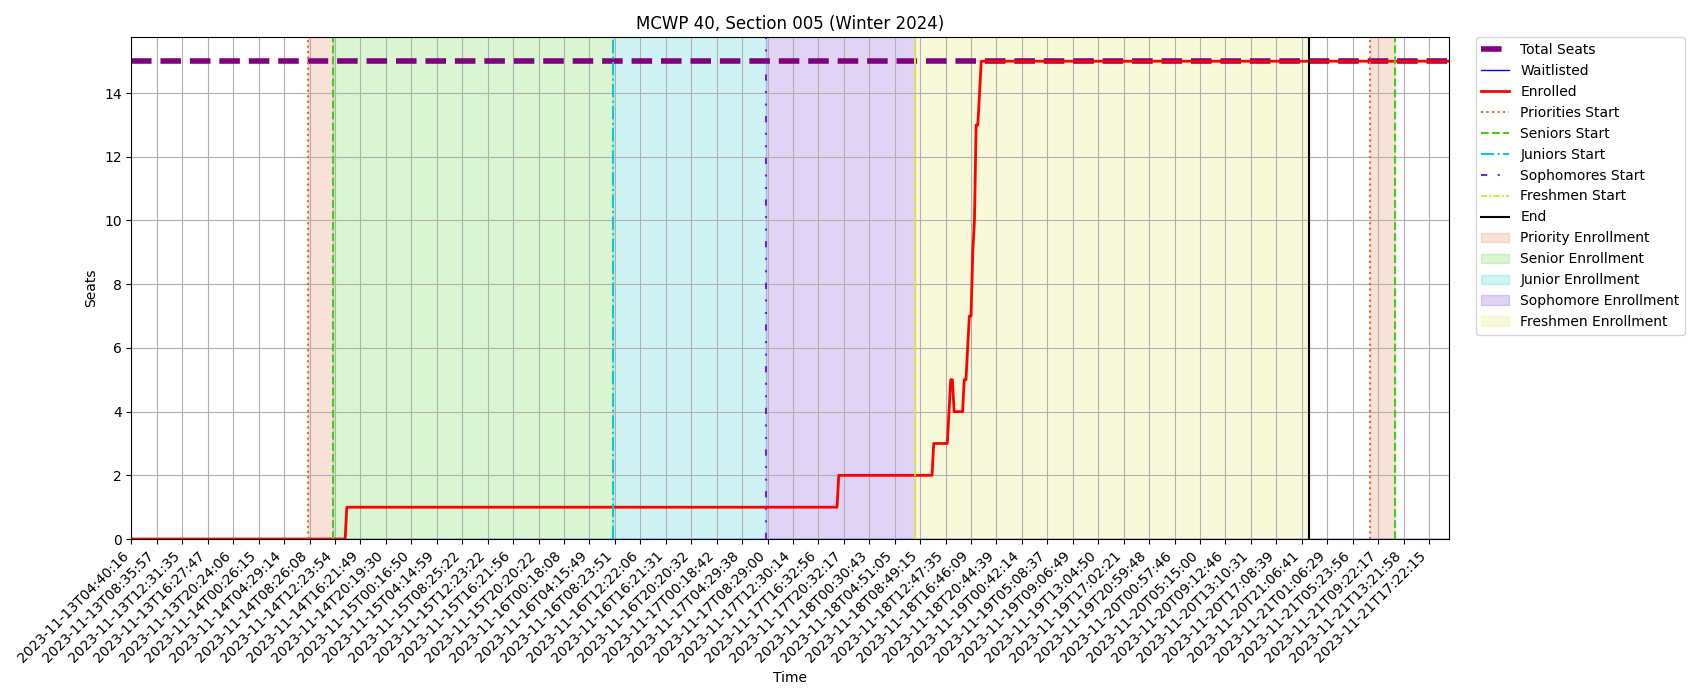 MCWP 40, Section 005 (Winter 2024)
Seats
14
12
10
8
6
4
2
0
2023-11-13T04:40:16
2023-11-13T08:35:57
2023-11-13T12:31:35
2023-11-13T16:27:47
2023-11-13T20:24:06
2023-11-14T00:26:15
2023-11-14T04:29:14
2023-11-14T08:26:08
2023-11-14T12:23:54
2023-11-14T16:21:49
2023-11-14T20:19:30
2023-11-15T00:16:50
2023-11-15T04:14:59
2023-11-15T08:25:22
2023-11-15T12:23:22
2023-11-15T16:21:56
2023-11-15T20:20:22
2023-11-16T00:18:08
2023-11-16T04:15:49
2023-11-16T08:23:51
2023-11-16T12:22:06
2023-11-16T16:21:31
2023-11-16T20:20:32
2023-11-17T00:18:42
2023-11-17T04:29:38
2023-11-17T08:29:00
2023-11-17T12:30:14
2023-11-17T16:32:56
2023-11-17T20:32:17
2023-11-18T00:30:43
2023-11-18T04:51:05
2023-11-18T08:49:15
2023-11-18T12:47:35
2023-11-18T16:46:09
2023-11-18T20:44:39
2023-11-19T00:42:14
2023-11-19T05:08:37
2023-11-19T09:06:49
2023-11-19T13:04:50
2023-11-19T17:02:21
2023-11-19T20:59:48
2023-11-20T00:57:46
2023-11-20T05:15:00
2023-11-20T09:12:46
2023-11-20T13:10:31
2023-11-20T17:08:39
2023-11-20T21:06:41
2023-11-21T01:06:29
2023-11-21T05:23:56
2023-11-21T09:22:17
2023-11-21T13:21:58
2023-11-21T17:22:15
Time
Total Seats
Waitlisted
Enrolled
Priorities Start
Seniors Start
Juniors Start
Sophomores Start
Freshmen Start
End
Priority Enrollment
Senior Enrollment
Junior Enrollment
Sophomore Enrollment
Freshmen Enrollment